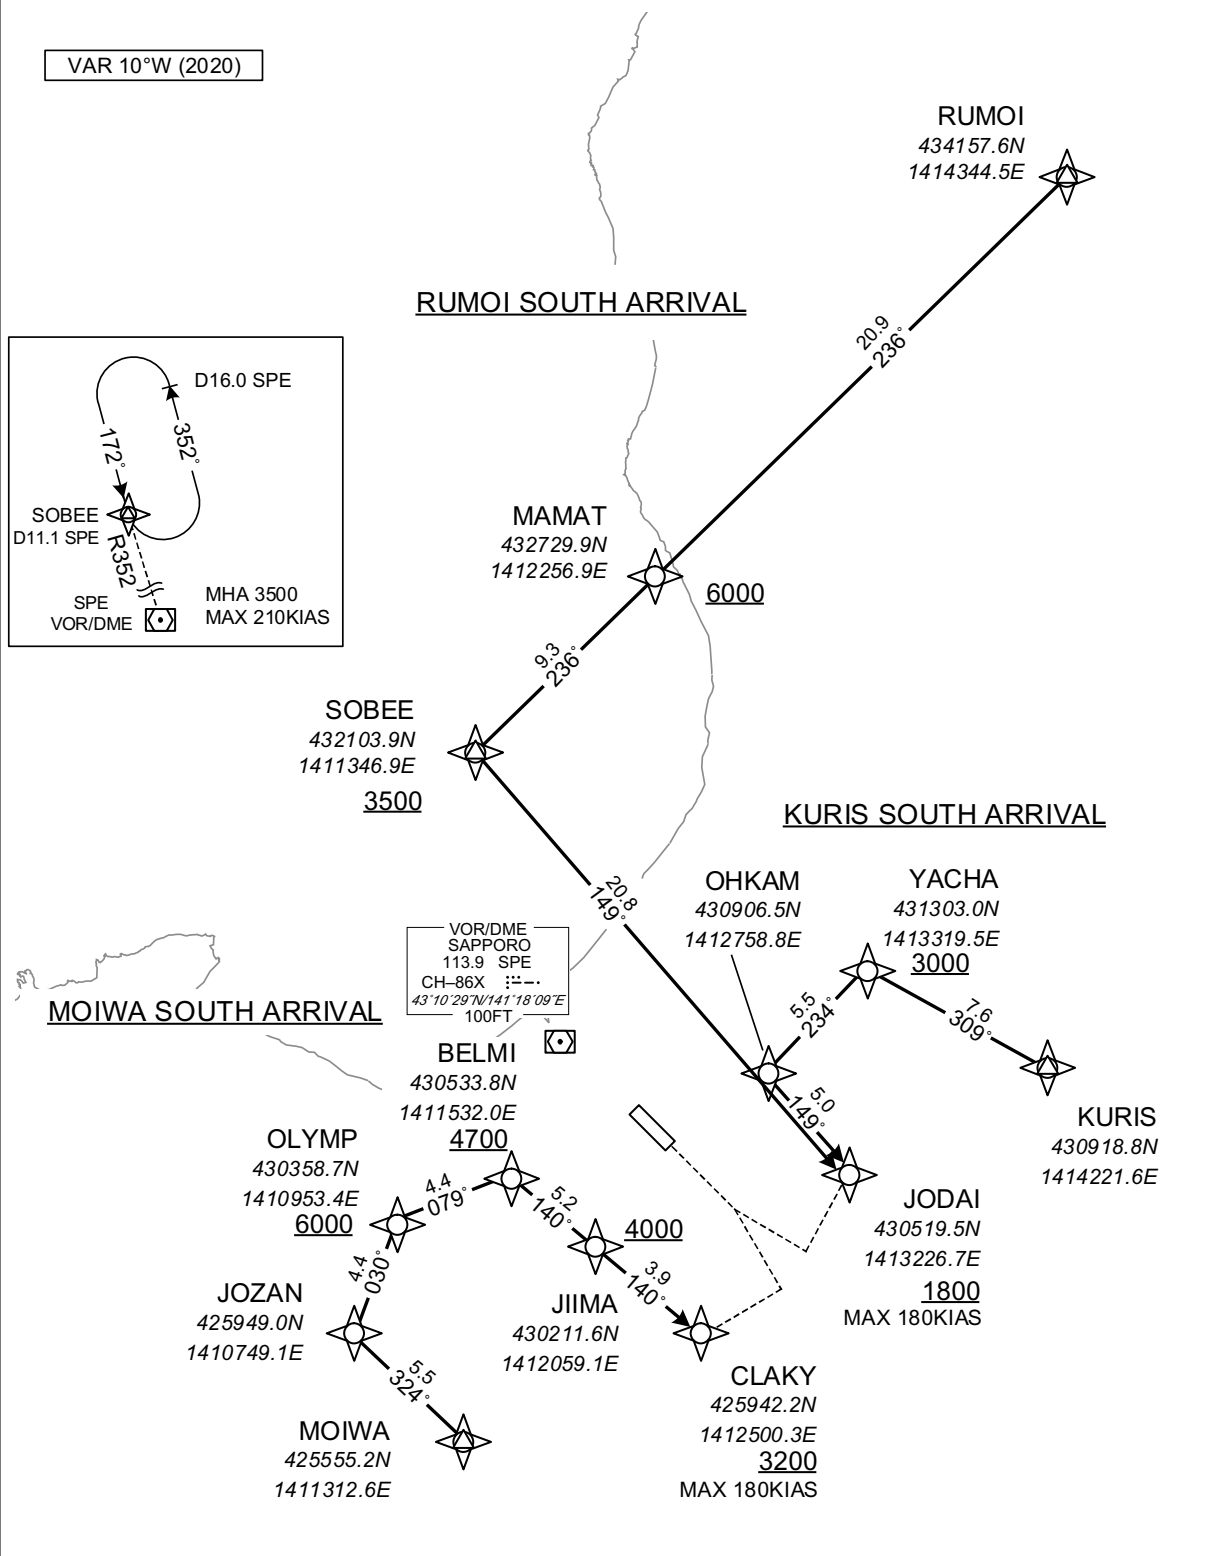 VAR 10°W (2020)
RUMOI
434157.6N
1414344.5E
RUMOI SOUTH ARRIVAL
20.9
236°
D16.0 SPE
172°
352°
SOBEE
D11.1 SPE
R352
SPE
VOR/DME
MHA 3500
MAX 210KIAS
MAMAT
432729.9N
1412256.9E
6000
9.3
236°
SOBEE
432103.9N
1411346.9E
3500
KURIS SOUTH ARRIVAL
20.8
149°
OHKAM
430906.5N
1412758.8E
YACHA
431303.0N
1413319.5E
3000
VOR/DME
SAPPORO
113.9 SPE
CH–86X
43°10'29"N/141°18'09"E
100FT
MOIWA SOUTH ARRIVAL
5.5
234°
7.6
309°
BELMI
430533.8N
1411532.0E
4700
5.0
149°
KURIS
430918.8N
1414221.6E
OLYMP
430358.7N
1410953.4E
6000
4.4
079°
5.2
140°
4000
JODAI
430519.5N
1413226.7E
1800
MAX 180KIAS
4.4
030°
JOZAN
425949.0N
1410749.1E
3.9
140°
JIIMA
430211.6N
1412059.1E
5.5
324°
CLAKY
425942.2N
1412500.3E
3200
MAX 180KIAS
MOIWA
425555.2N
1411312.6E